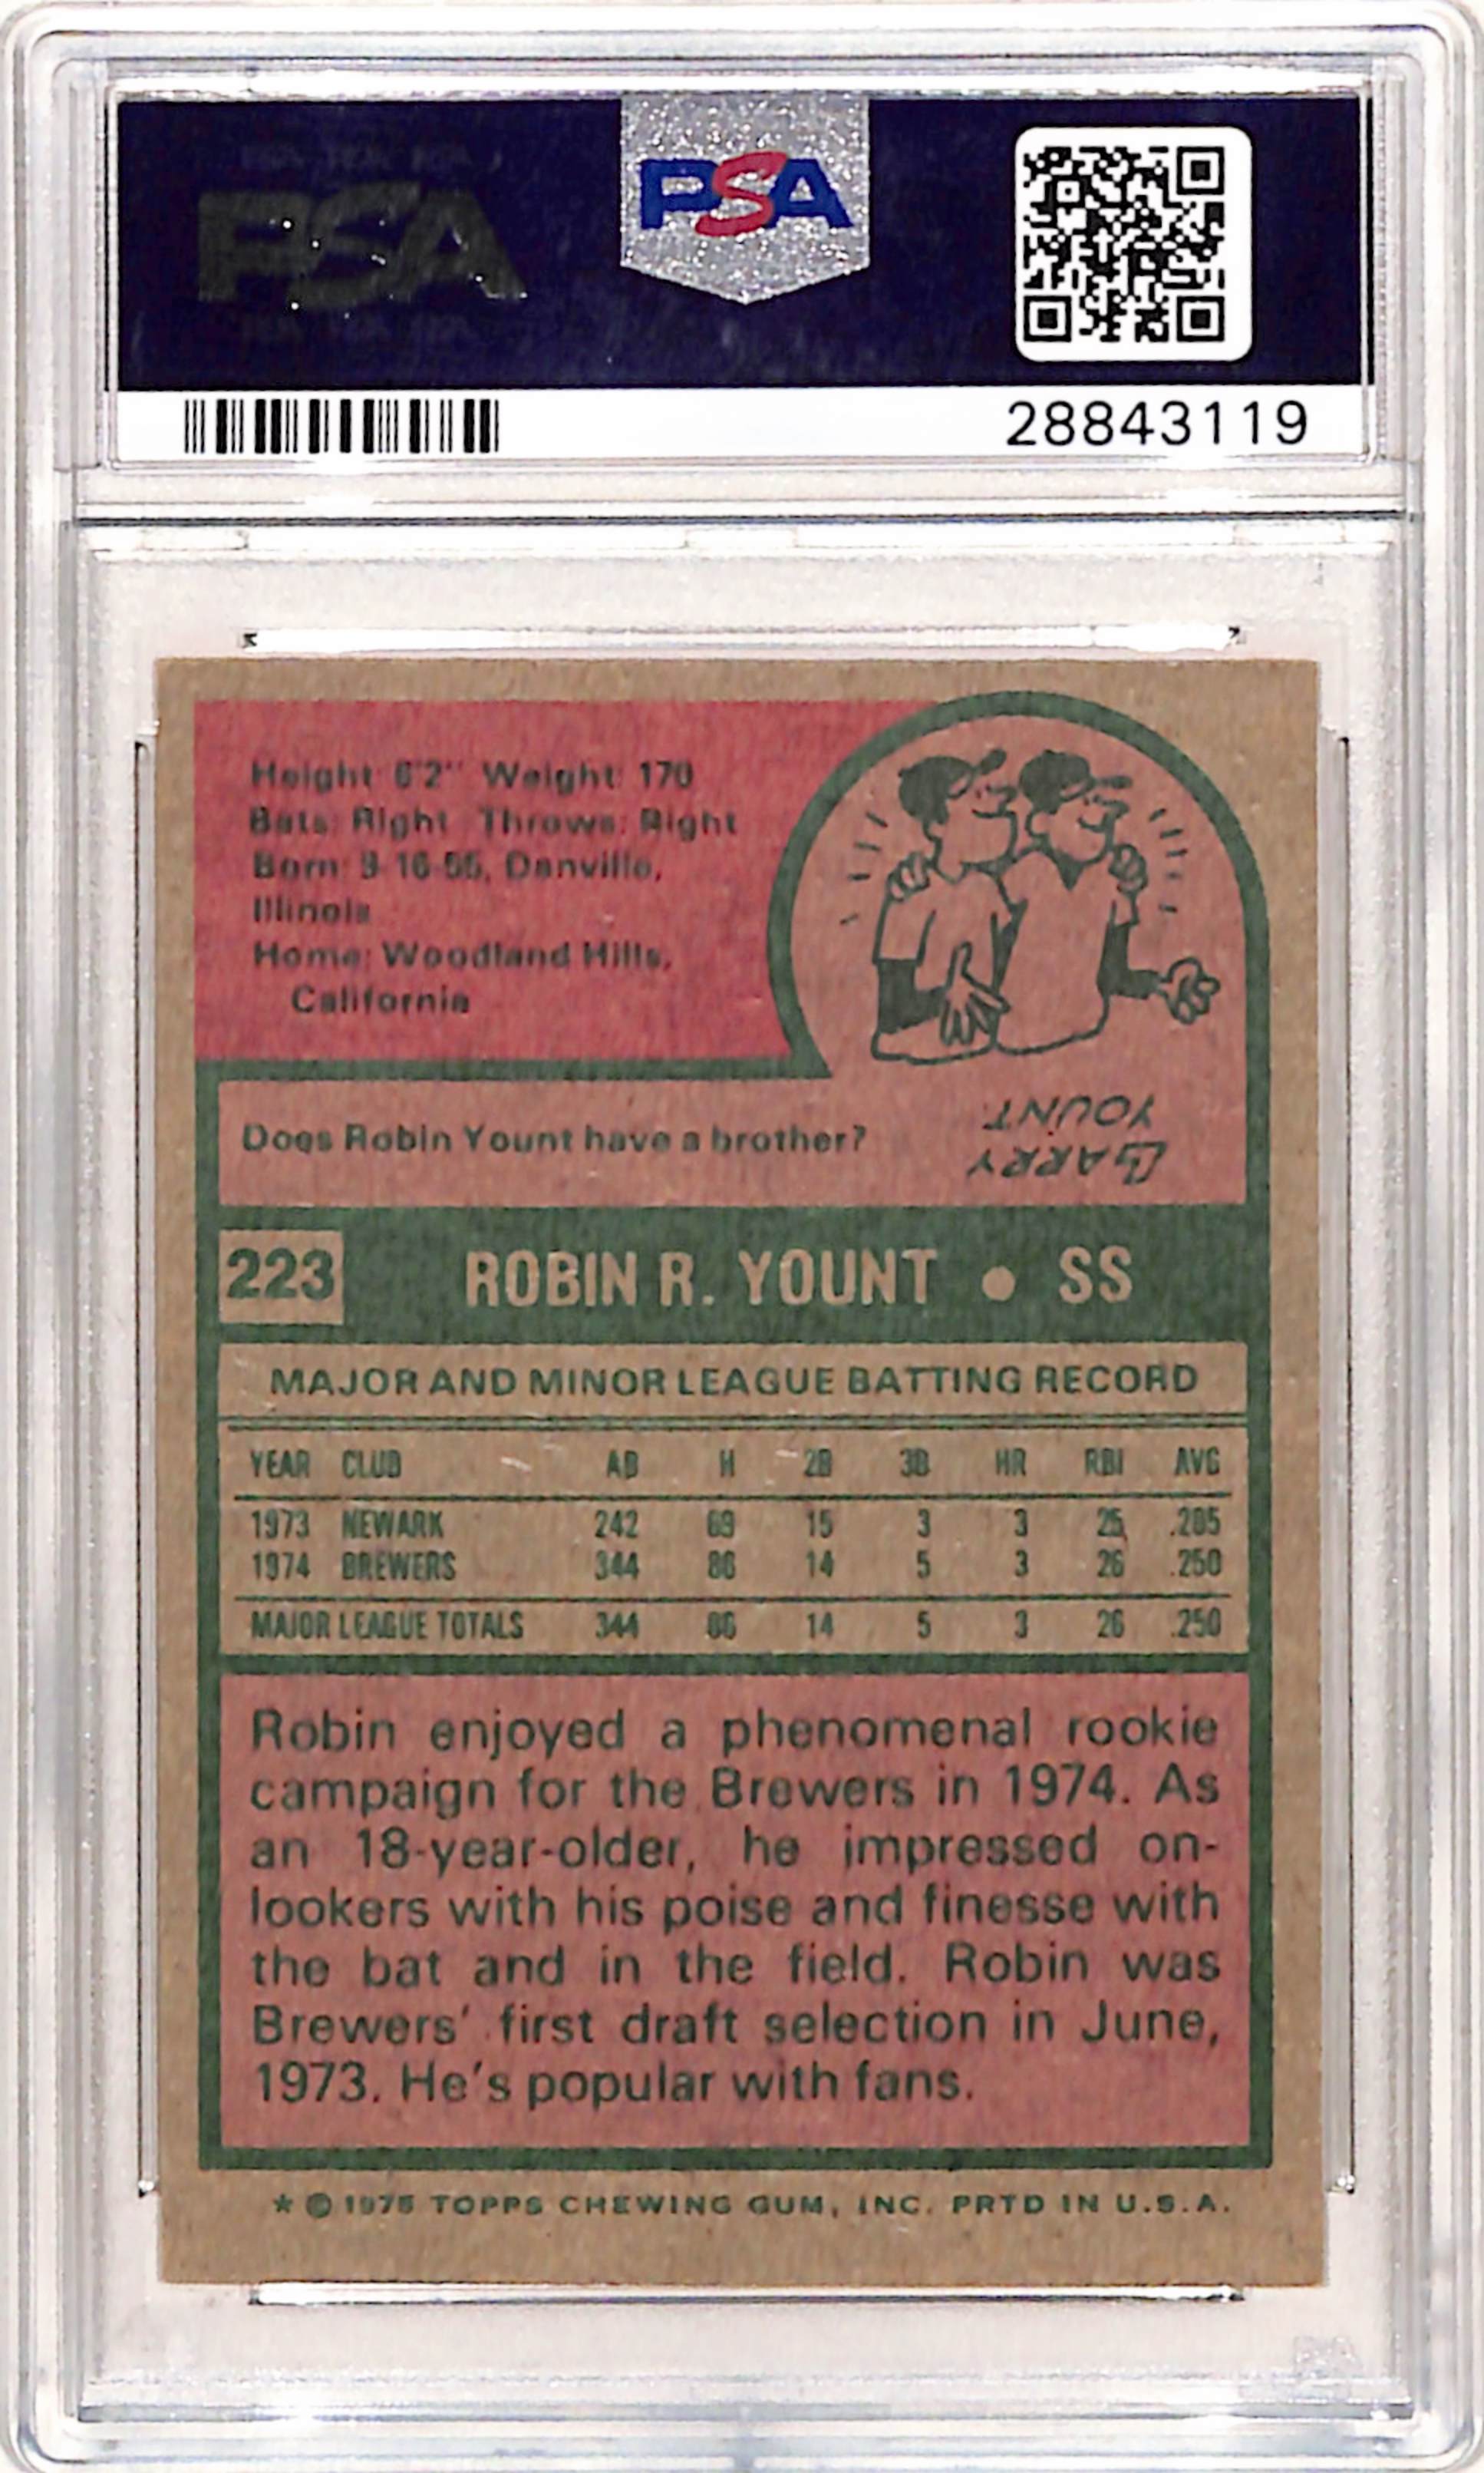 PSA
PSA
28843119
Height: 6'2" Weight: 170
Bats: Right Throws: Right
Born: 9-16-55, Danville,
Illinois
Home: Woodland Hills,
California
Does Robin Yount have a brother?
LARRY
YOUNT
223 ROBIN R. YOUNT • SS
MAJOR AND MINOR LEAGUE BATTING RECORD
YEAR CLUB AB H 2B 3B HR RBI AVG
1973 NEWARK 242 69 15 3 3 25 .285
1974 BREWERS 344 86 14 5 3 26 .250
MAJOR LEAGUE TOTALS 344 86 14 5 3 26 .250
Robin enjoyed a phenomenal rookie
campaign for the Brewers in 1974. As
an 18-year-older, he impressed on-
lookers with his poise and finesse with
the bat and in the field. Robin was
Brewers' first draft selection in June,
1973. He's popular with fans.
* © 1975 TOPPS CHEWING GUM, INC. PRTD IN U.S.A.